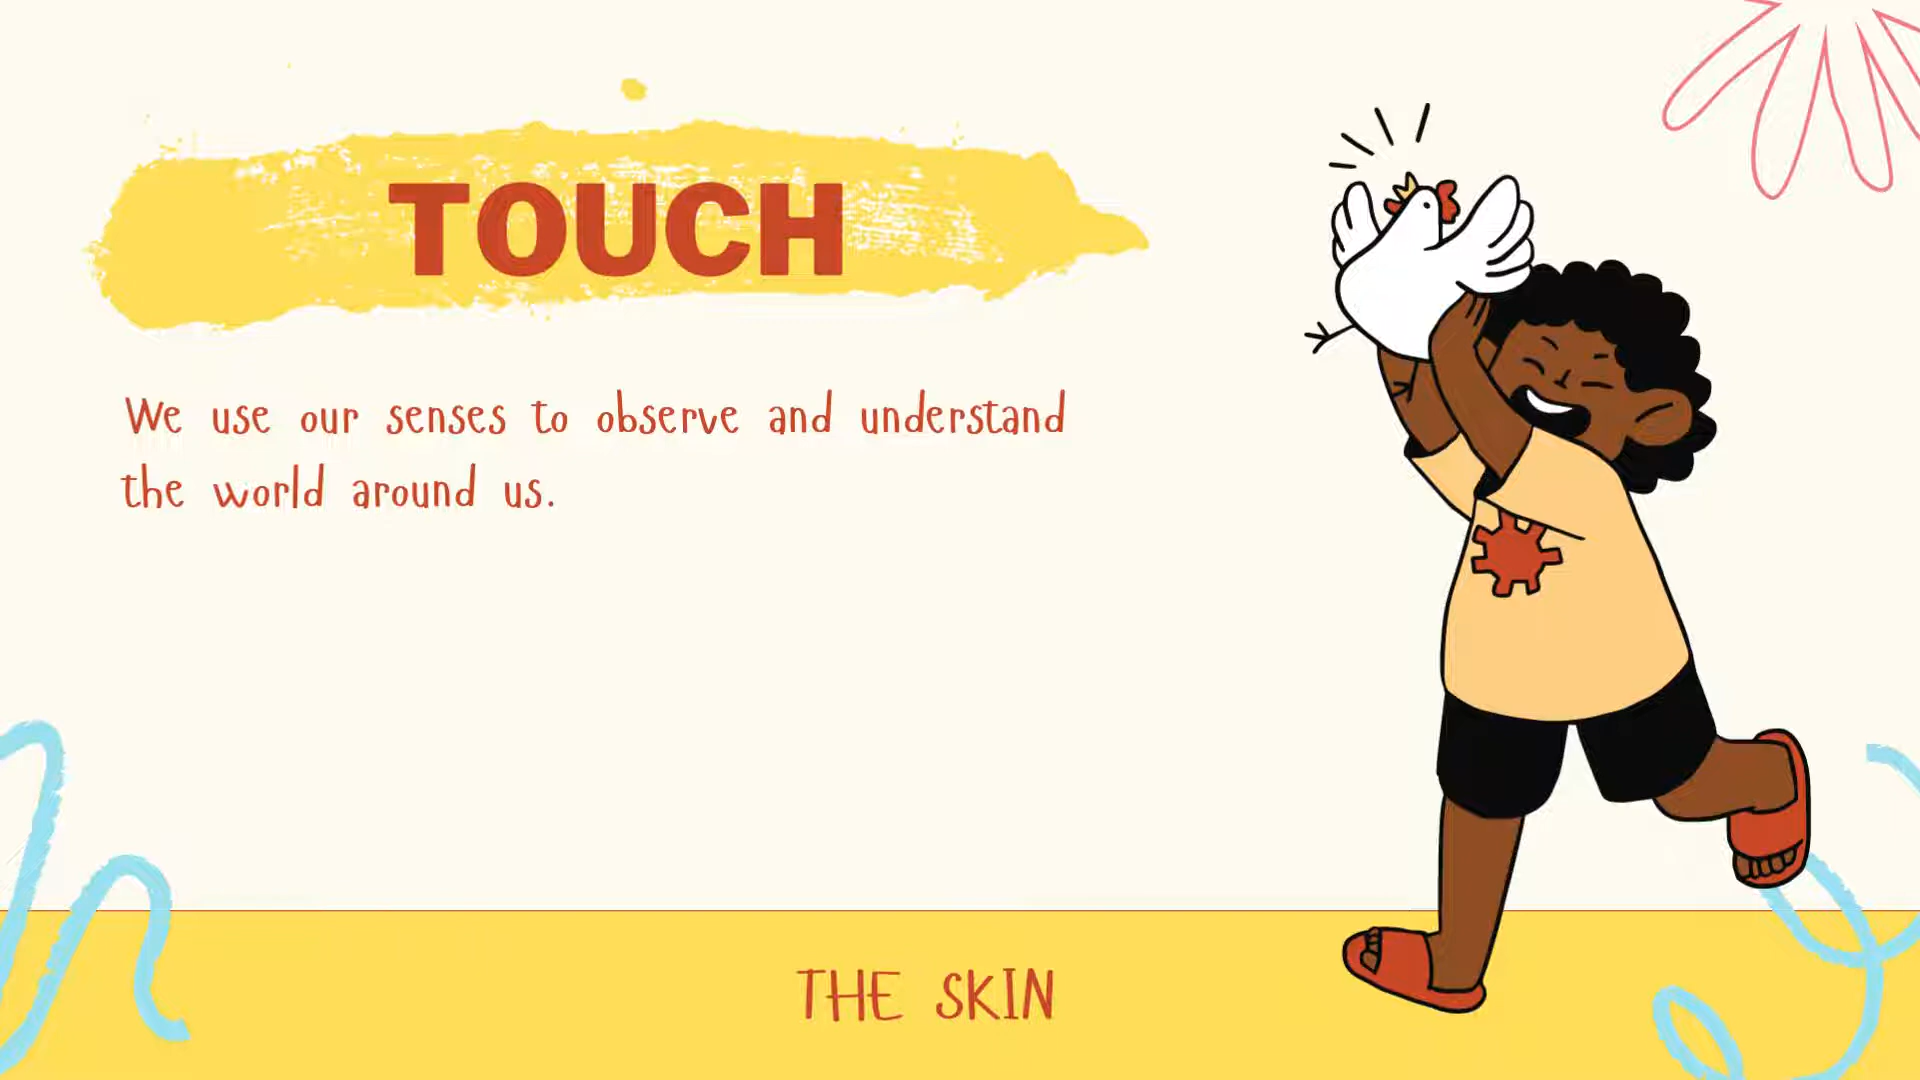 TOUCH
We use our senses to observe and understand
the world around us.
THE SKIN